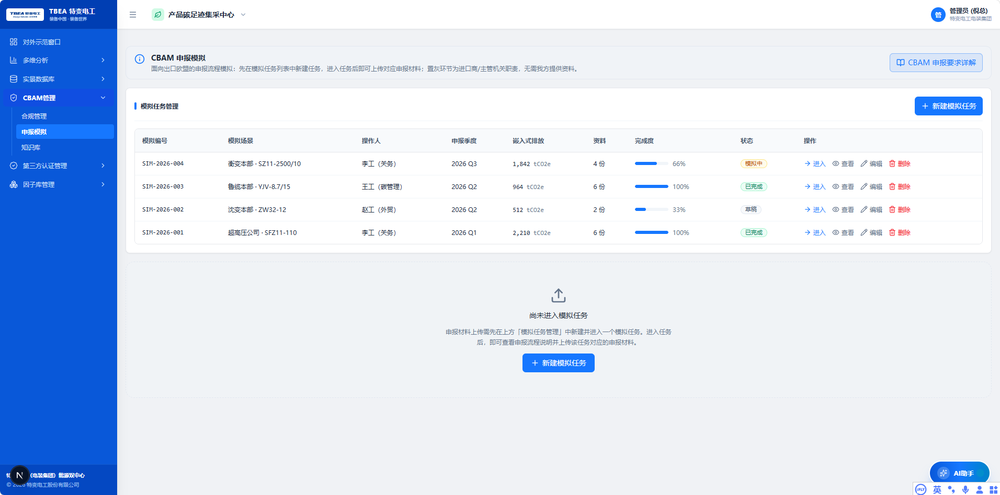 TBEA 特变电工
TBEA 特变电工
装备中国 · 装备世界
产品碳足迹集采中心
管
管理员 (倪总)
特变电工电装集团
对外示范窗口
多维分析
实景数据库
CBAM管理
合规管理
申报模拟
知识库
第三方认证管理
因子库管理
CBAM 申报模拟
面向出口欧盟的申报流程模拟：先在模拟任务列表中新建任务，进入任务后即可上传对应申报材料；置灰环节为进口商/主管机关职责，无需我方提供资料。
CBAM 申报要求详解
模拟任务管理
新建模拟任务
模拟编号 模拟场景 操作人 申报季度 嵌入式排放 资料 完成度 状态 操作
SIM-2026-004 衡变本部 · SZ11-2500/10 李工（关务） 2026 Q3 1,842 tCO2e 4 份 66% 模拟中 进入 查看 编辑 删除
SIM-2026-003 鲁缆本部 · YJV-8.7/15 王工（碳管理） 2026 Q2 964 tCO2e 6 份 100% 已完成 进入 查看 编辑 删除
SIM-2026-002 沈变本部 · ZW32-12 赵工（外贸） 2026 Q2 512 tCO2e 2 份 33% 草稿 进入 查看 编辑 删除
SIM-2026-001 超高压公司 · SFZ11-110 李工（关务） 2026 Q1 2,210 tCO2e 6 份 100% 已完成 进入 查看 编辑 删除
尚未进入模拟任务
申报材料上传需先在上方「模拟任务管理」中新建并进入一个模拟任务。进入任务
后，即可查看申报流程说明并上传该任务对应的申报材料。
新建模拟任务
N
（电装集团）能源双中心
© 2026 特变电工股份有限公司
AI助手
iFLY 英